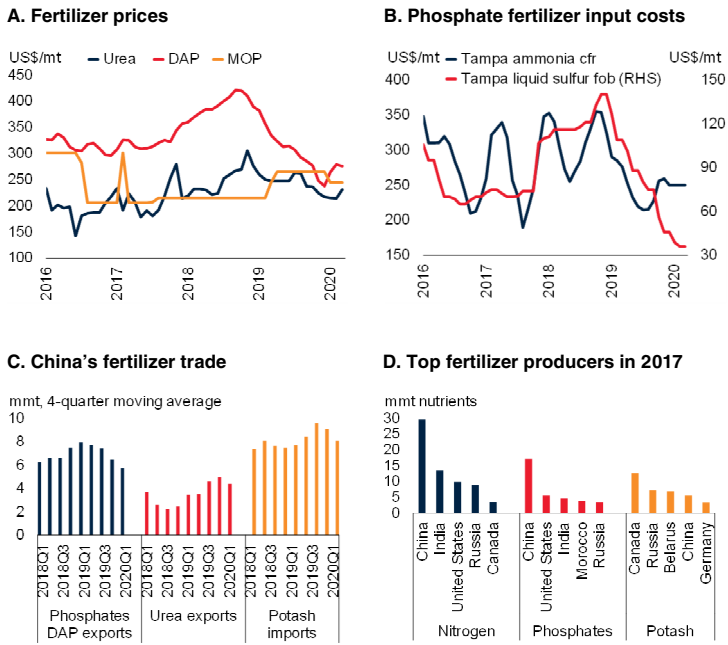 A. Fertilizer prices
US$/mt
Urea DAP MOP
450
400
350
300
250
200
150
100
2016 2017 2018 2019 2020
B. Phosphate fertilizer input costs
US$/mt US$/mt
Tampa ammonia cfr
Tampa liquid sulfur fob (RHS)
400 150
350 120
300
90
250
60
200
150 30
2016 2017 2018 2019 2020
C. China’s fertilizer trade
mmt, 4-quarter moving average
10
8
6
4
2
0
2018Q1 2018Q3 2019Q1 2019Q3 2020Q1 2018Q1 2018Q3 2019Q1 2019Q3 2020Q1 2018Q1 2018Q3 2019Q1 2019Q3 2020Q1
Phosphates Urea exports Potash
DAP exports imports
D. Top fertilizer producers in 2017
mmt nutrients
30
25
20
15
10
5
0
China India United States Russia Canada China United States India Morocco Russia Canada Russia Belarus China Germany
Nitrogen Phosphates Potash